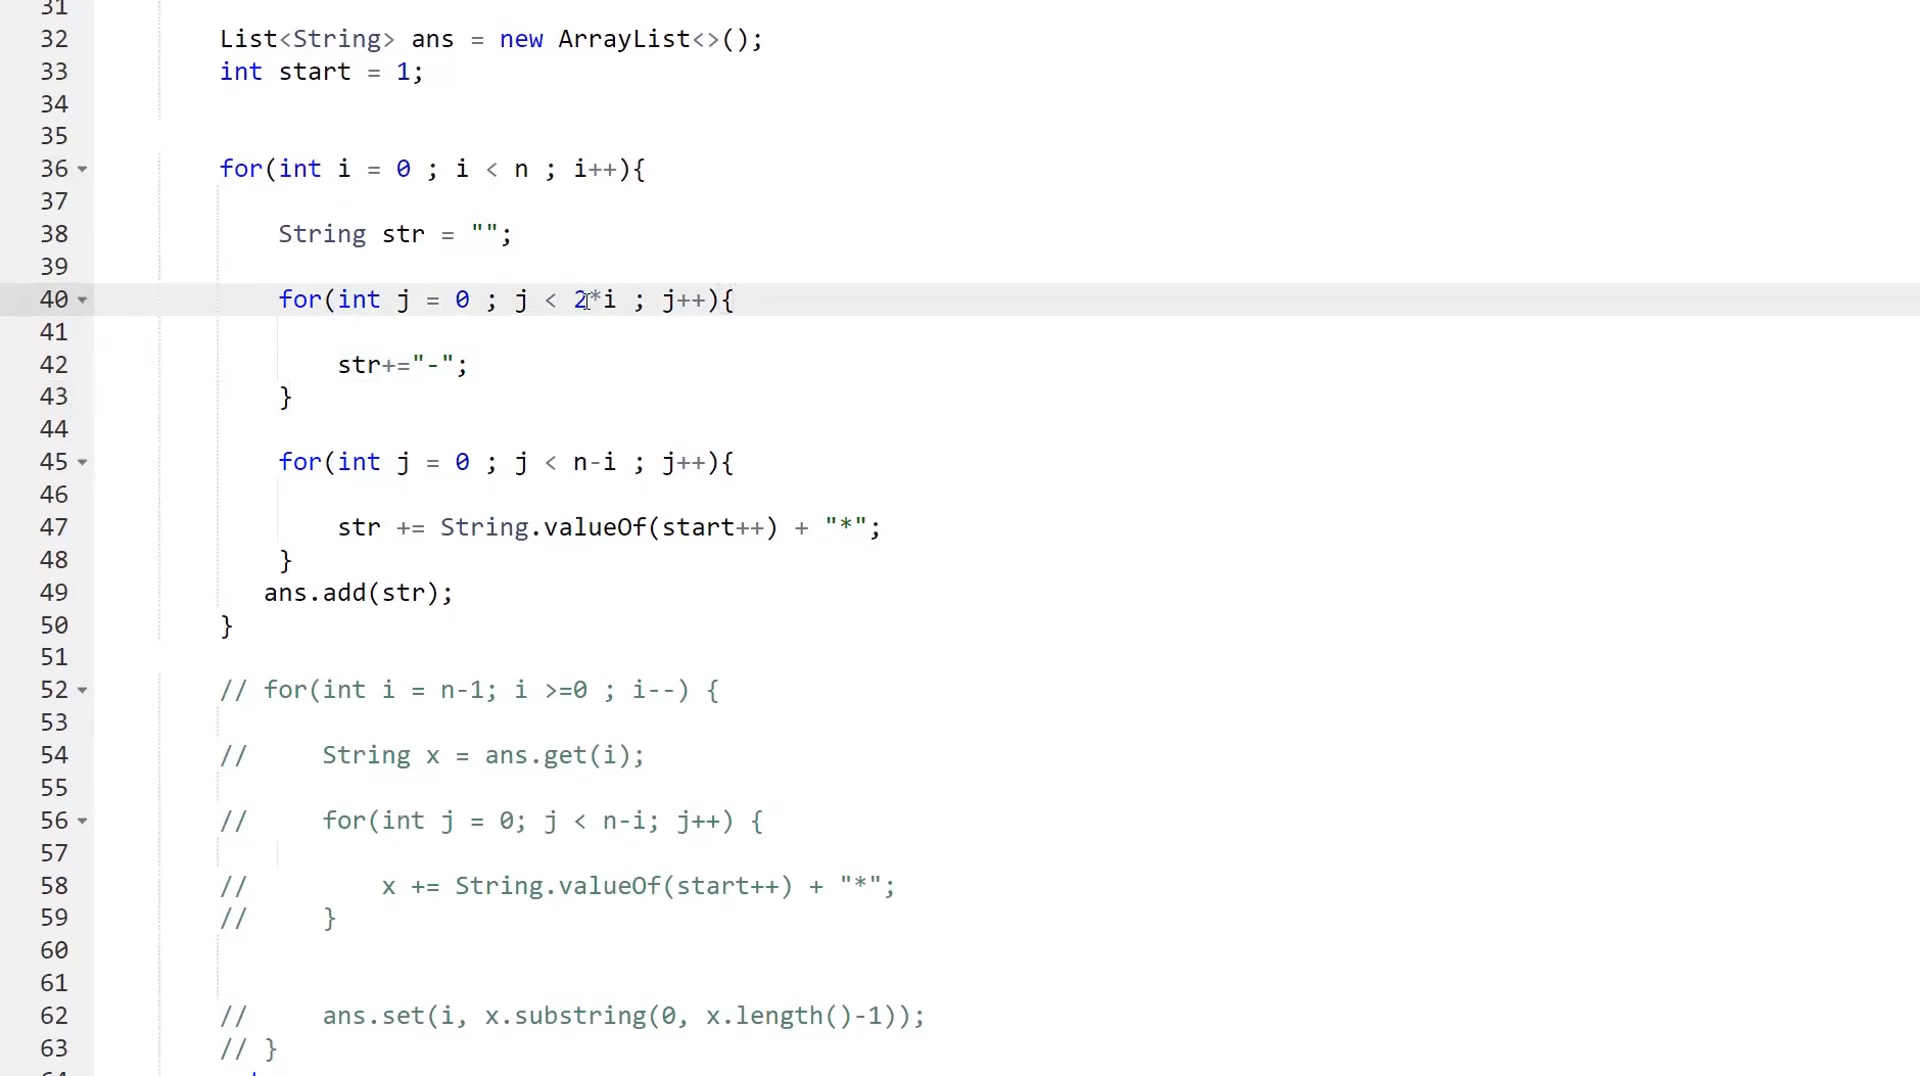 31
32 List<String> ans = new ArrayList<>();
33 int start = 1;
34
35
36 for(int i = 0 ; i < n ; i++){
37
38 String str = "";
39
40 for(int j = 0 ; j < 2*i ; j++){
41
42 str+="-";
43 }
44
45 for(int j = 0 ; j < n-i ; j++){
46
47 str += String.valueOf(start++) + "*";
48 }
49 ans.add(str);
50 }
51
52 // for(int i = n-1; i >=0 ; i--) {
53
54 // String x = ans.get(i);
55
56 // for(int j = 0; j < n-i; j++) {
57
58 // x += String.valueOf(start++) + "*";
59 // }
60
61
62 // ans.set(i, x.substring(0, x.length()-1));
63 // }